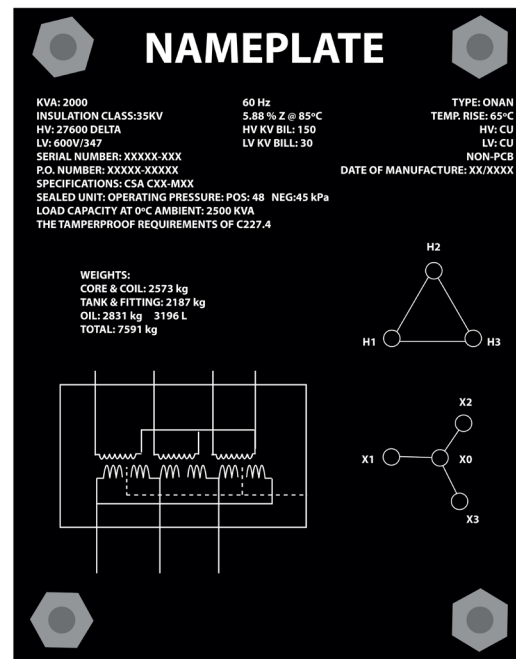 NAMEPLATE
KVA: 2000 60 Hz TYPE: ONAN
INSULATION CLASS:35KV 5.88 % Z @ 85ºC TEMP. RISE: 65ºC
HV: 27600 DELTA HV KV BIL: 150 HV: CU
LV: 600V/347 LV KV BILL: 30 LV: CU
SERIAL NUMBER: XXXXX-XXX NON-PCB
P.O. NUMBER: XXXXX-XXXXX DATE OF MANUFACTURE: XX/XXXX
SPECIFICATIONS: CSA CXX-MXX
SEALED UNIT: OPERATING PRESSURE: POS: 48 NEG:45 kPa
LOAD CAPACITY AT 0ºC AMBIENT: 2500 KVA
THE TAMPERPROOF REQUIREMENTS OF C227.4
WEIGHTS:
CORE & COIL: 2573 kg
TANK & FITTING: 2187 kg
OIL: 2831 kg 3196 L
TOTAL: 7591 kg
H2
H1 H3
X2
X1 X0
X3